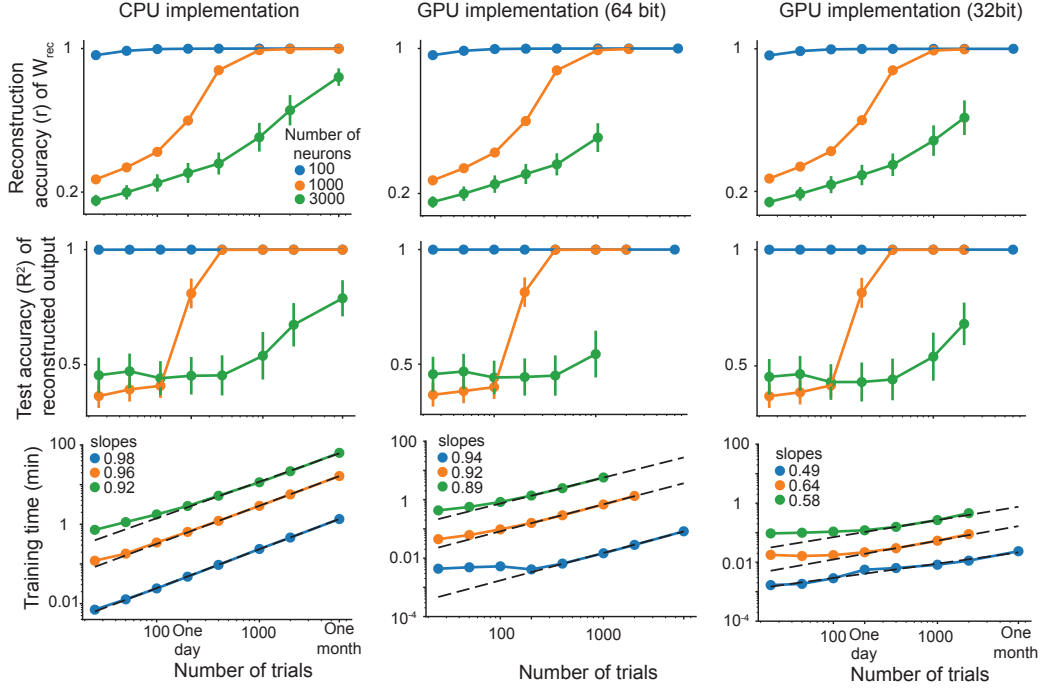 CPU implementation
GPU implementation (64 bit)
GPU implementation (32bit)
Reconstruction
accuracy (r) of W_rec
1
0.2
Number of
neurons
100
1000
3000
1
0.2
1
0.2
Test accuracy (R²) of
reconstructed output
1
0.5
1
0.5
1
0.5
Training time (min)
100
1
0.01
slopes
0.98
0.96
0.92
100
One
day
1000
One
month
Number of trials
100
1
0.01
10⁻⁴
slopes
0.94
0.92
0.89
100
1000
Number of trials
100
1
0.01
10⁻⁴
slopes
0.49
0.64
0.58
100
One
day
1000
One
month
Number of trials